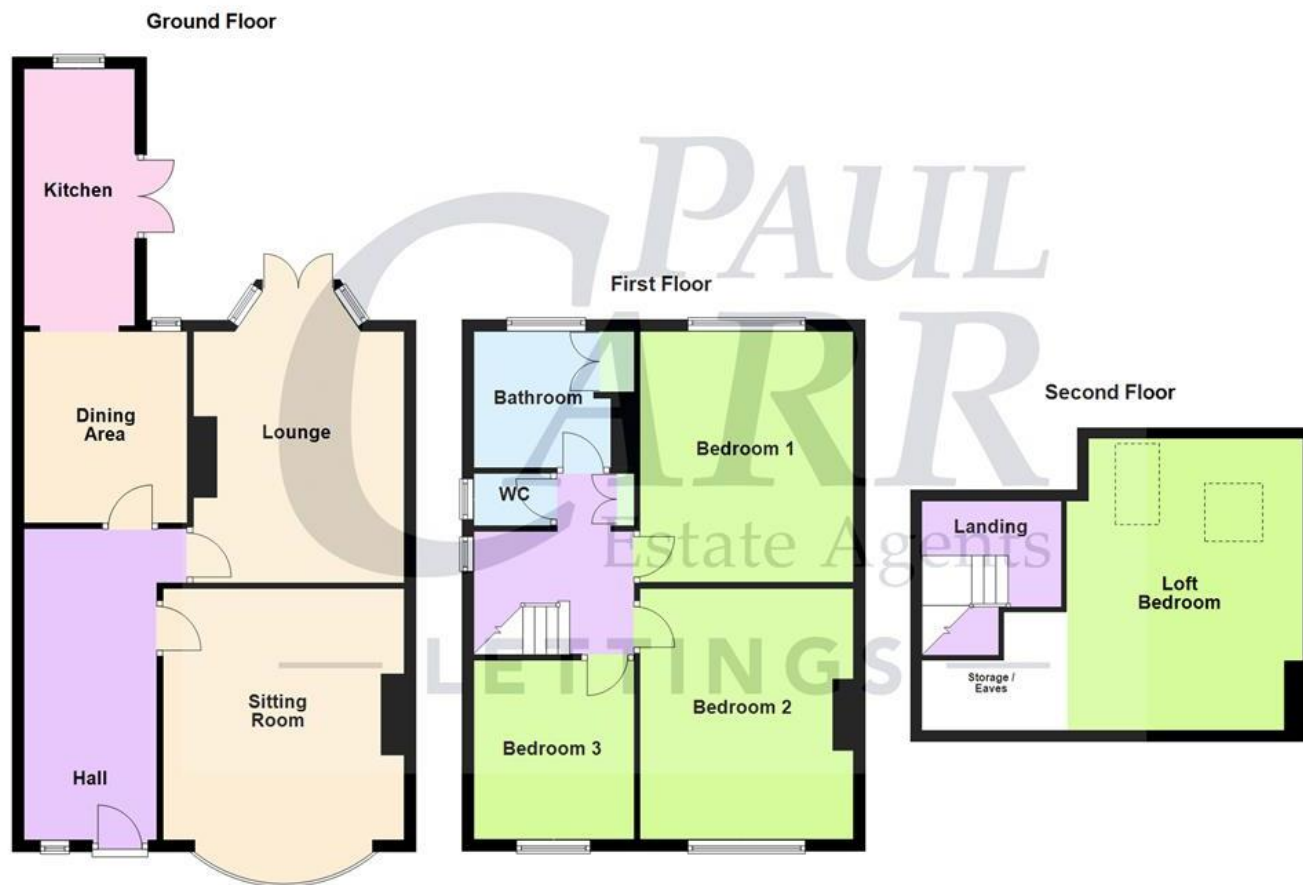 Ground Floor
Kitchen
Dining
Area
Lounge
Sitting
Room
Hall
PAUL
CARR
Estate Agents
LETTINGS
First Floor
Bathroom
WC
Bedroom 1
Bedroom 2
Bedroom 3
Second Floor
Landing
Loft
Bedroom
Storage /
Eaves